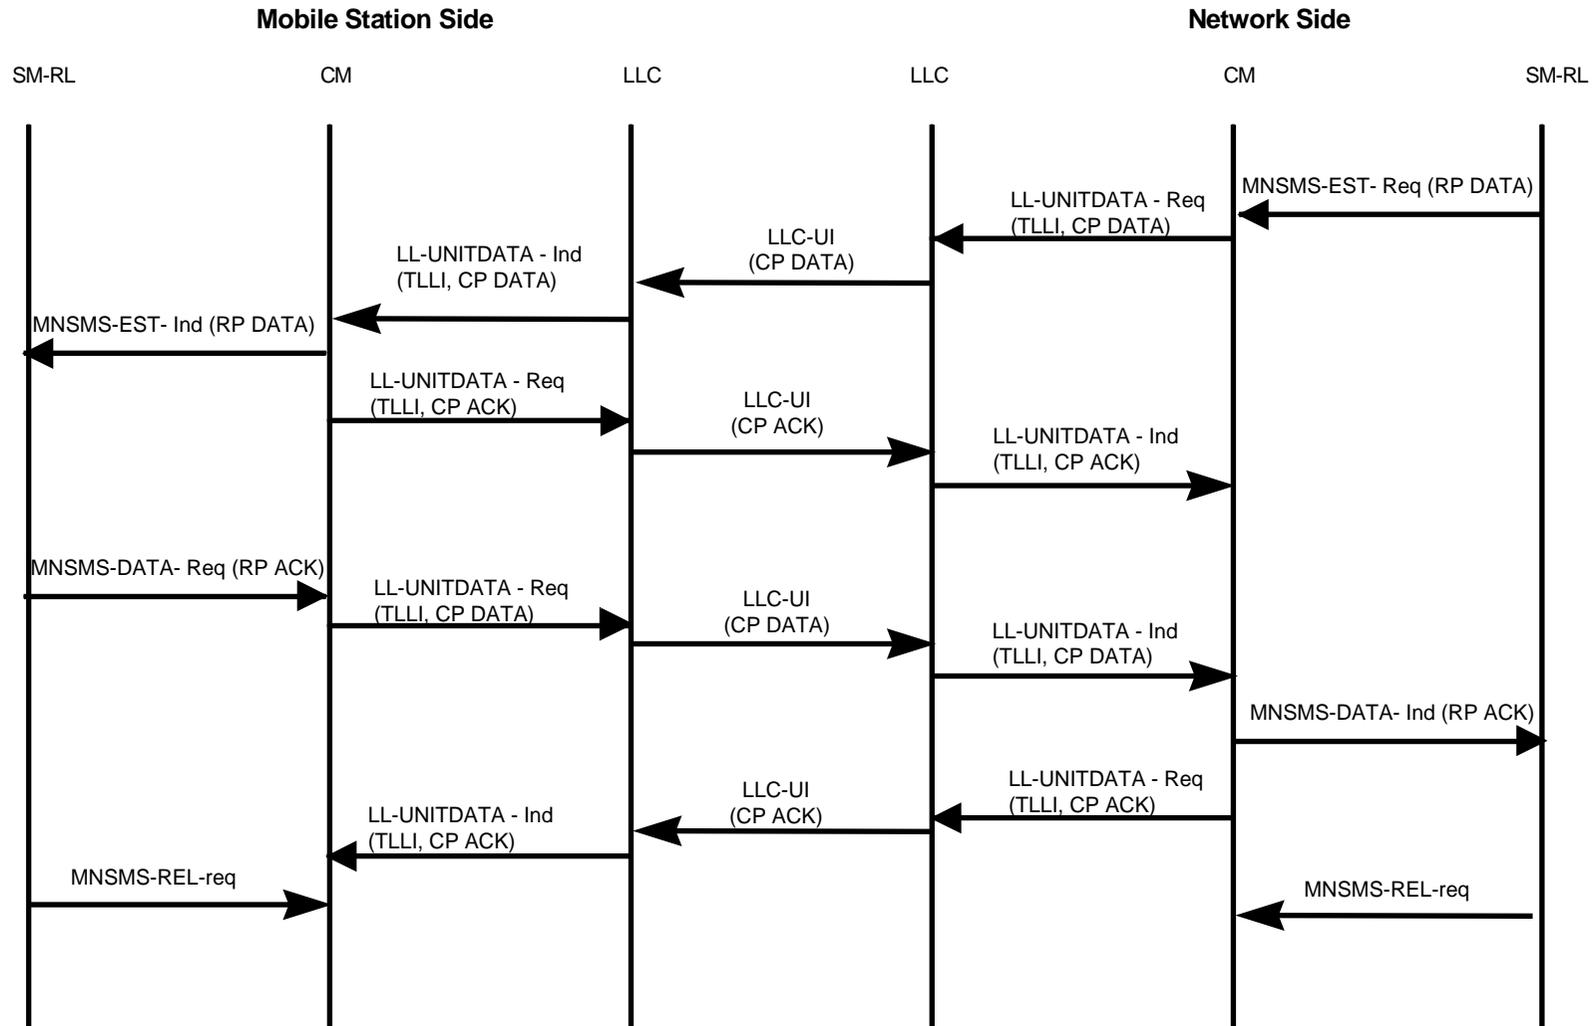 Mobile Station Side
Network Side
SM-RL
CM
LLC
LLC
CM
SM-RL
MNSMS-EST- Req (RP DATA)
LL-UNITDATA - Req
(TLLI, CP DATA)
LLC-UI
(CP DATA)
LL-UNITDATA - Ind
(TLLI, CP DATA)
MNSMS-EST- Ind (RP DATA)
LL-UNITDATA - Req
(TLLI, CP ACK)
LLC-UI
(CP ACK)
LL-UNITDATA - Ind
(TLLI, CP ACK)
MNSMS-DATA- Req (RP ACK)
LL-UNITDATA - Req
(TLLI, CP DATA)
LLC-UI
(CP DATA)
LL-UNITDATA - Ind
(TLLI, CP DATA)
MNSMS-DATA- Ind (RP ACK)
LL-UNITDATA - Req
(TLLI, CP ACK)
LLC-UI
(CP ACK)
LL-UNITDATA - Ind
(TLLI, CP ACK)
MNSMS-REL-req
MNSMS-REL-req